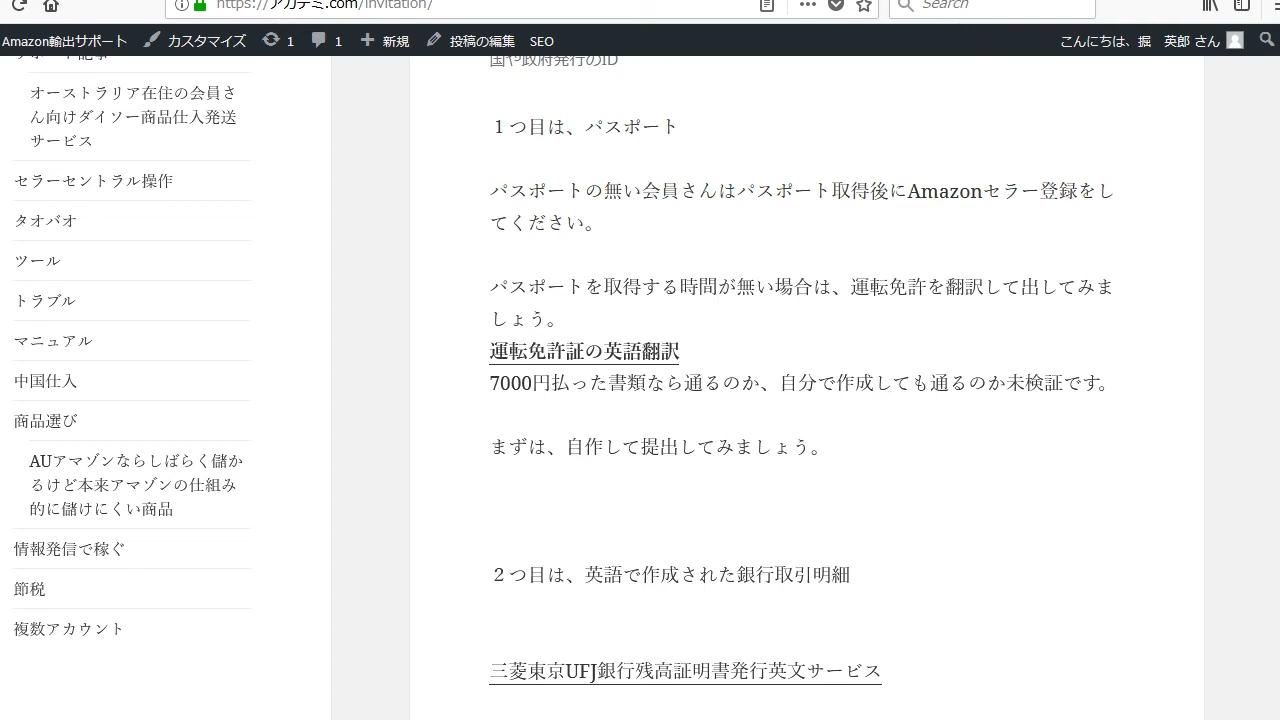 https://アカデミ.com/invitation/
Search
Amazon輸出サポート カスタマイズ 1 1 新規 投稿の編集 SEO こんにちは、掘 英郎 さん
オーストラリア在住の会員さ
ん向けダイソー商品仕入発送
サービス
セラーセントラル操作
タオバオ
ツール
トラブル
マニュアル
中国仕入
商品選び
AUアマゾンならしばらく儲か
るけど本来アマゾンの仕組み
的に儲けにくい商品
情報発信で稼ぐ
節税
複数アカウント
国や政府発行のID
１つ目は、パスポート
パスポートの無い会員さんはパスポート取得後にAmazonセラー登録をし
てください。
パスポートを取得する時間が無い場合は、運転免許を翻訳して出してみま
しょう。
運転免許証の英語翻訳
7000円払った書類なら通るのか、自分で作成しても通るのか未検証です。
まずは、自作して提出してみましょう。
２つ目は、英語で作成された銀行取引明細
三菱東京UFJ銀行残高証明書発行英文サービス